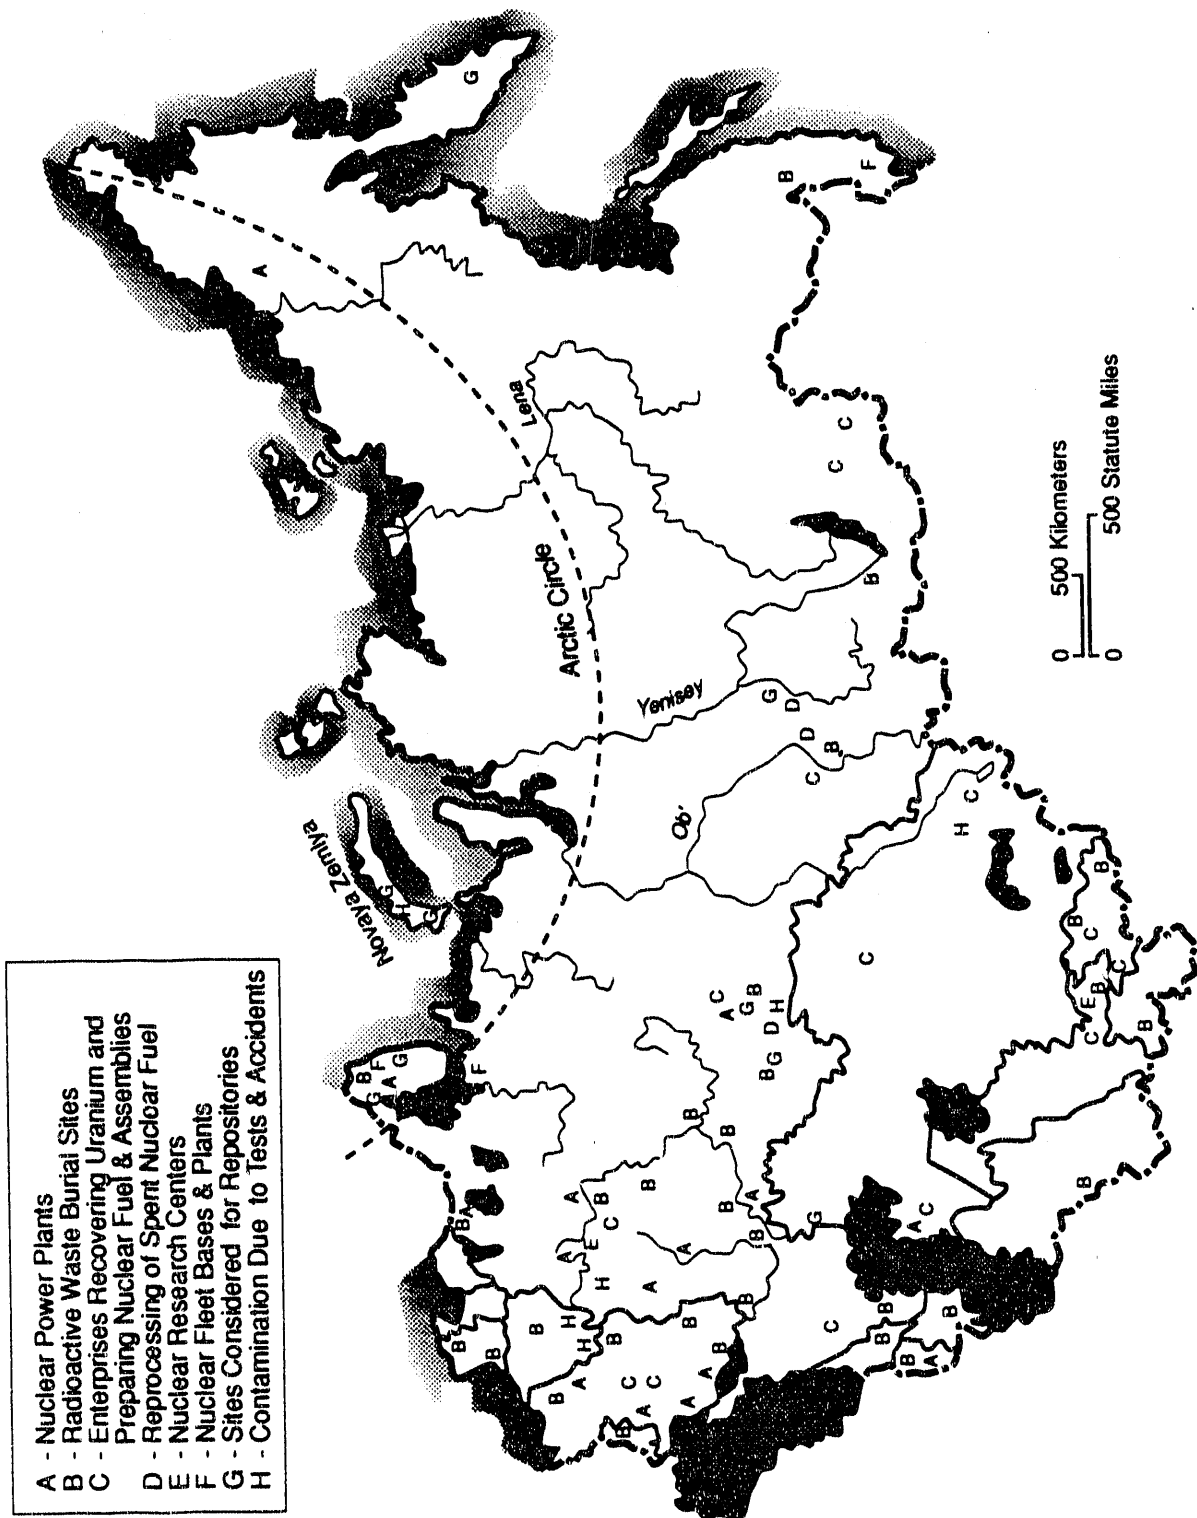 A - Nuclear Power Plants
B - Radioactive Waste Burial Sites
C - Enterprises Recovering Uranium and
Preparing Nuclear Fuel & Assemblies
D - Reprocessing of Spent Nuclear Fuel
E - Nuclear Research Centers
F - Nuclear Fleet Bases & Plants
G - Sites Considered for Repositories
H - Contamination Due to Tests & Accidents
A
G
Novaya Zemlya
G
H
G
B
F
G
A
G
F
B
A
Lena
Arctic Circle
Yenisey
Ob'
B
B
B
H
H
B
A
B
A
E
C
A
B
H
B
C
C
A
B
A
A
A
B
A
B
A
B
A
B
B
B
B
B
A
B
B
G
B
G
D
H
G
B
A
C
G
D
D
B
C
B
F
C
C
B
C
C
B
B
B
A
B
A
C
G
C
H
C
B
C
B
C
E
B
C
B
B
0 500 Kilometers
0 500 Statute Miles